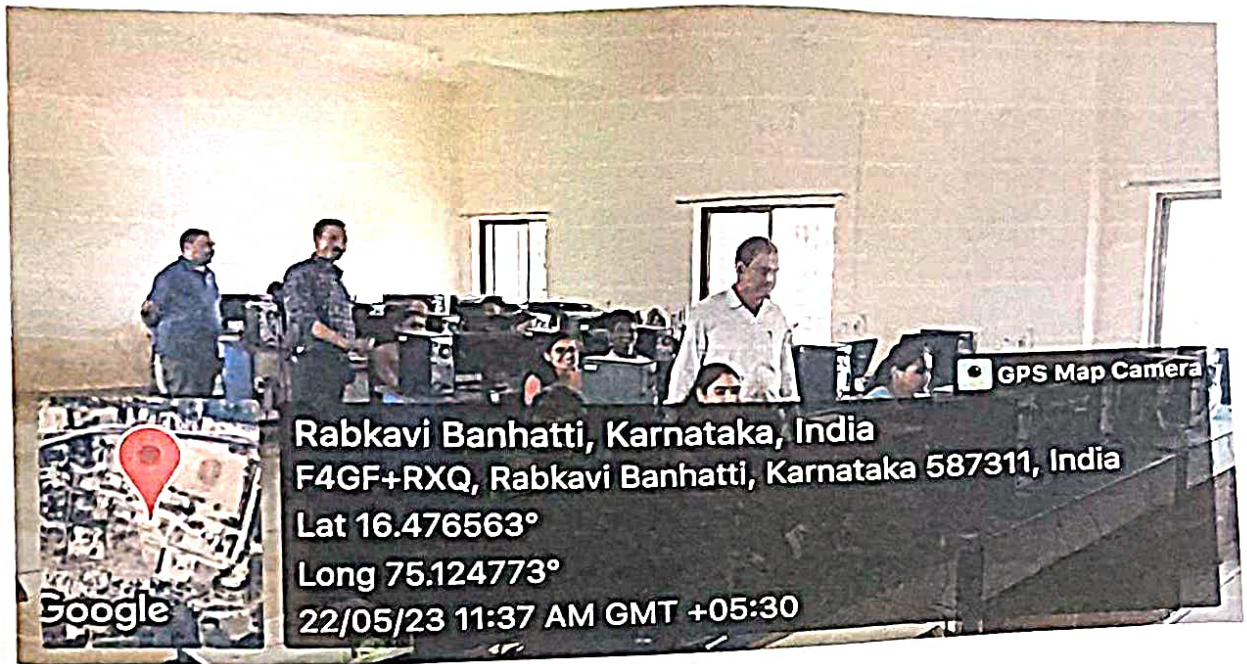 GPS Map Camera
Rabkavi Banhatti, Karnataka, India
F4GF+RXQ, Rabkavi Banhatti, Karnataka 587311, India
Lat 16.476563°
Long 75.124773°
22/05/23 11:37 AM GMT +05:30
Google